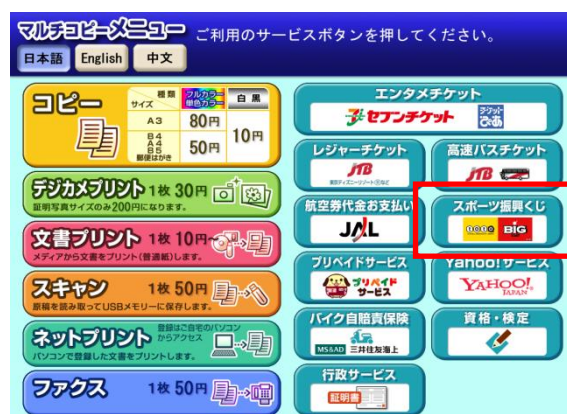 マルチコピーメニュー
ご利用のサービスボタンを押してください。
日本語 English 中文
コピー
種類 フルカラー 単色カラー 白黒
サイズ
A3 80円
B4
A4
B5
郵便はがき
50円
10円
デジカメプリント 1枚 30円
証明写真サイズのみ200円になります。
文書プリント 1枚 10円~
メディアから文書をプリント(普通紙)します。
スキャン 1枚 50円
原稿を読み取ってUSBメモリーに保存します。
ネットプリント 登録はご自宅のパソコンからアクセス
パソコンで登録した文書をプリントします。
ファクス 1枚 50円
エンタメチケット
セブンチケット チケットぴあ
レジャーチケット
JTB
東京ディズニーリゾート®など
高速バスチケット
JTB
航空券代金お支払い
JAL
スポーツ振興くじ
toto BIG
プリペイドサービス
プリペイドサービス
Yahoo!サービス
YAHOO!
JAPAN
バイク自賠責保険
MS&AD 三井住友海上
資格・検定
行政サービス
証明書